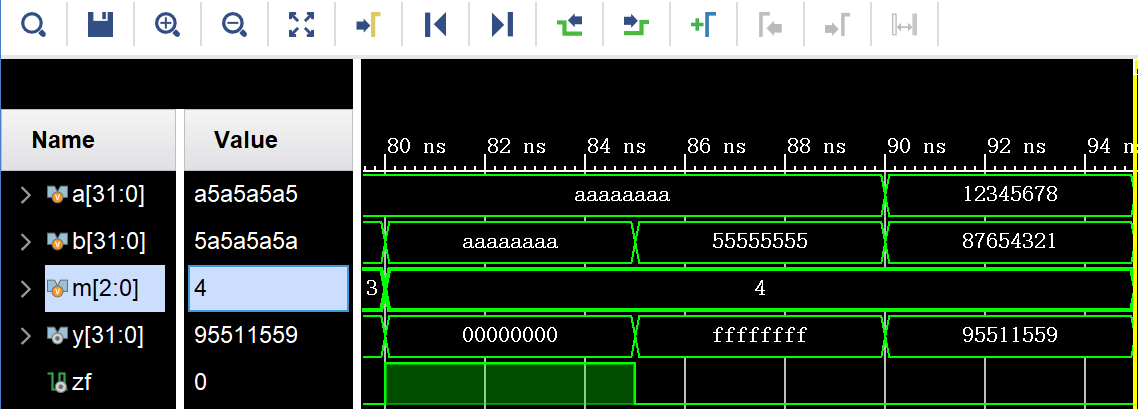 80 ns 82 ns 84 ns 86 ns 88 ns 90 ns 92 ns 94 n
Name Value
a[31:0] a5a5a5a5 aaaaaaaa 12345678
b[31:0] 5a5a5a5a aaaaaaaa 55555555 87654321
m[2:0] 4 3 4
y[31:0] 95511559 00000000 ffffffff 95511559
zf 0